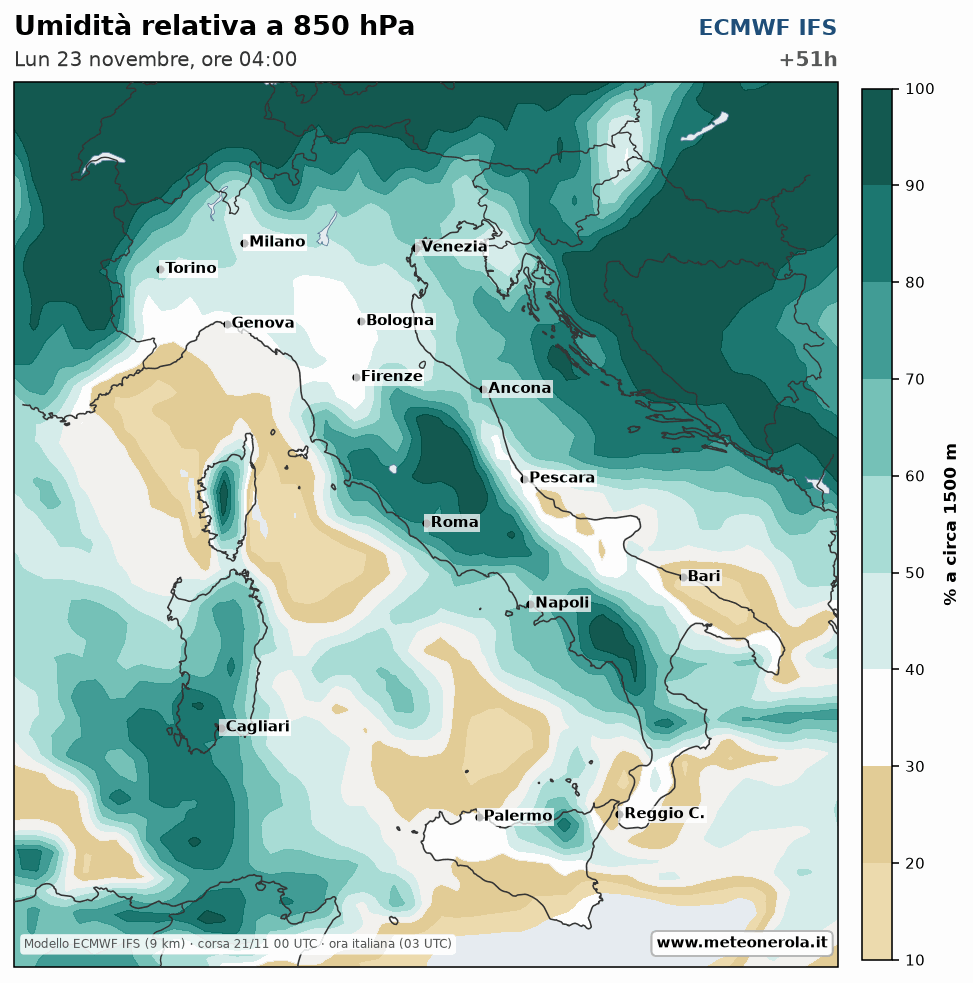 Umidità relativa a 850 hPa
ECMWF IFS
Lun 23 novembre, ore 04:00
+51h
Milano
Venezia
Torino
Genova
Bologna
Firenze
Ancona
Pescara
Roma
Bari
Napoli
Cagliari
Palermo
Reggio C.
100
90
80
70
60
50
40
30
20
10
% a circa 1500 m
Modello ECMWF IFS (9 km) · corsa 21/11 00 UTC · ora italiana (03 UTC)
www.meteonerola.it